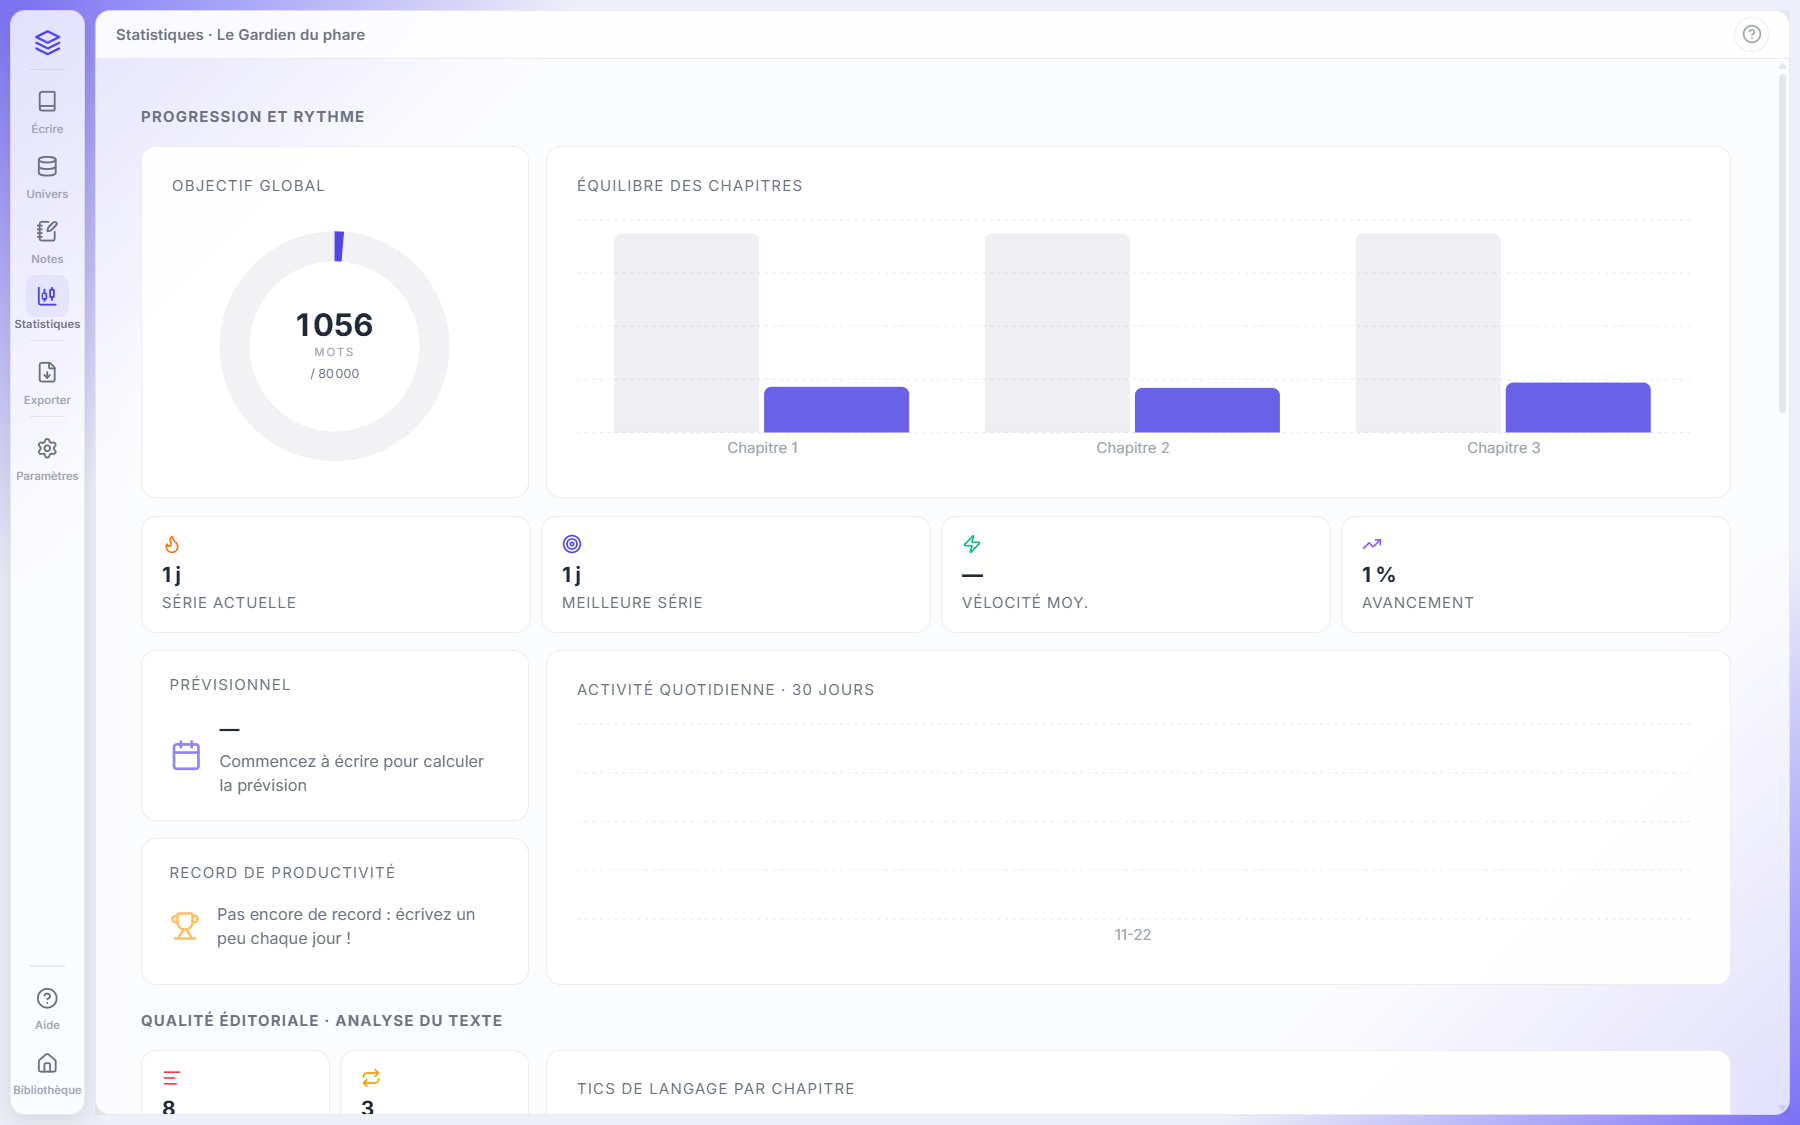 Statistiques · Le Gardien du phare
Écrire
Univers
Notes
Statistiques
Exporter
Paramètres
Aide
Bibliothèque
PROGRESSION ET RYTHME
OBJECTIF GLOBAL
1 056
MOTS
/ 80 000
ÉQUILIBRE DES CHAPITRES
Chapitre 1
Chapitre 2
Chapitre 3
1 j
SÉRIE ACTUELLE
1 j
MEILLEURE SÉRIE
—
VÉLOCITÉ MOY.
1 %
AVANCEMENT
PRÉVISIONNEL
—
Commencez à écrire pour calculer
la prévision
RECORD DE PRODUCTIVITÉ
Pas encore de record : écrivez un
peu chaque jour !
ACTIVITÉ QUOTIDIENNE · 30 JOURS
11-22
QUALITÉ ÉDITORIALE · ANALYSE DU TEXTE
8
3
TICS DE LANGAGE PAR CHAPITRE